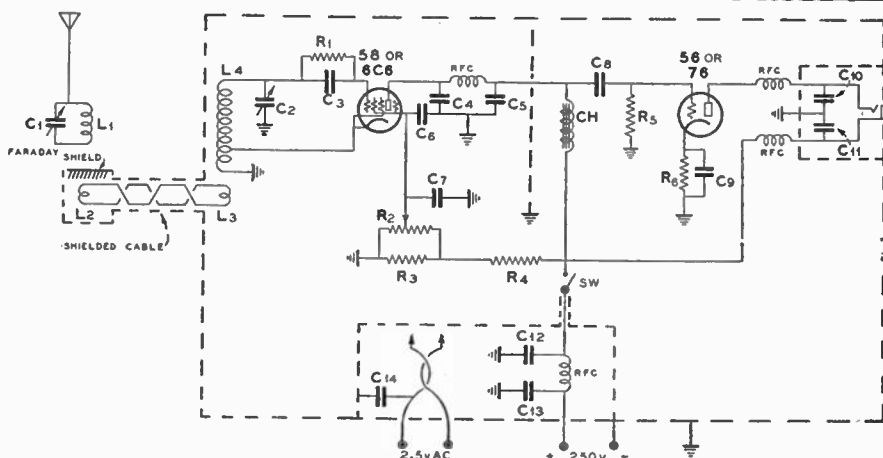 R1
58 OR
6C6
L4
C3
C2
RFC
C4
C5
C6
C8
56 OR
76
RFC
C10
C11
CH
R5
R6
C9
RFC
C1
L1
FARADAY SHIELD
L2
L3
SHIELDED CABLE
C7
R2
R3
R4
SW
C12
RFC
C13
C14
2.5VAC
+ 250V -